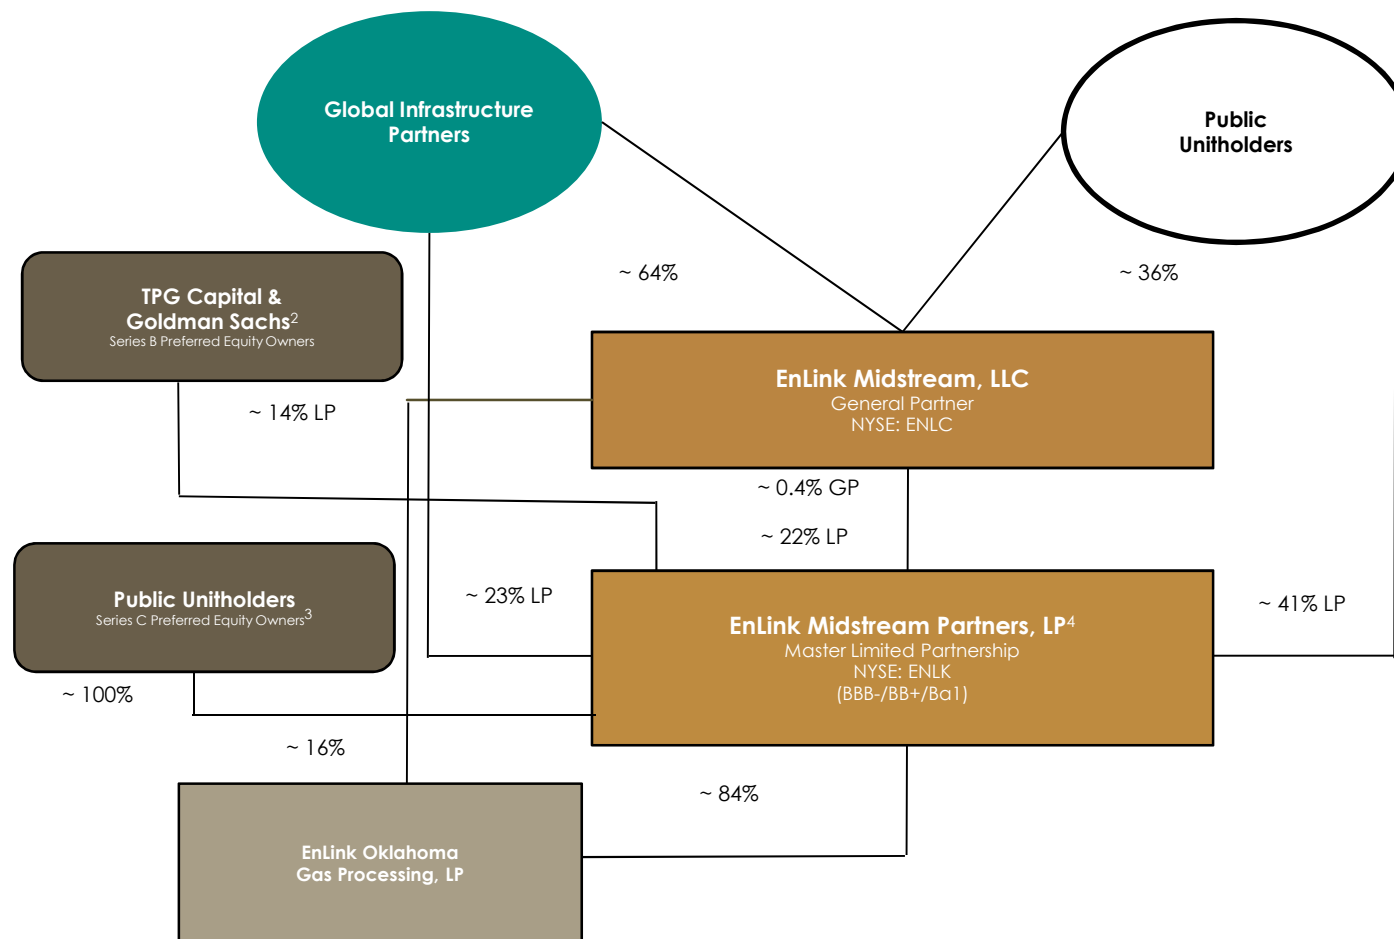 Global Infrastructure
Partners
Public
Unitholders
~ 64%
~ 36%
TPG Capital &
Goldman Sachs2
Series B Preferred Equity Owners
~ 14% LP
EnLink Midstream, LLC
General Partner
NYSE: ENLC
~ 0.4% GP
~ 22% LP
Public Unitholders
Series C Preferred Equity Owners3
~ 100%
~ 23% LP
EnLink Midstream Partners, LP4
Master Limited Partnership
NYSE: ENLK
(BBB-/BB+/Ba1)
~ 41% LP
~ 16%
~ 84%
EnLink Oklahoma
Gas Processing, LP